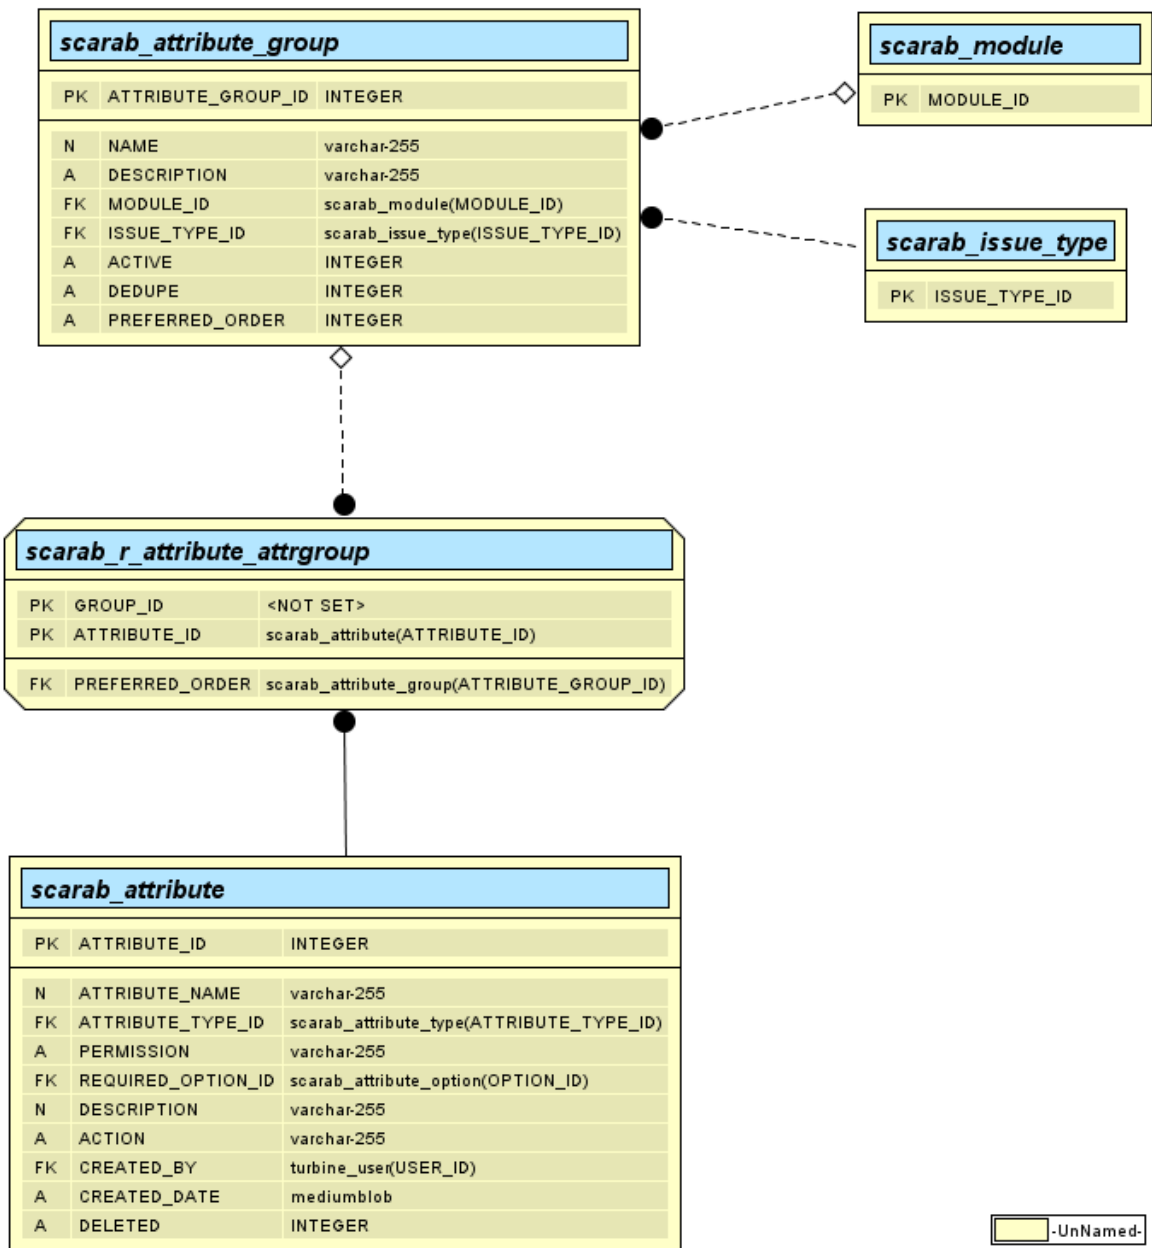 scarab_attribute_group
PK ATTRIBUTE_GROUP_ID INTEGER
N NAME varchar-255
A DESCRIPTION varchar-255
FK MODULE_ID scarab_module(MODULE_ID)
FK ISSUE_TYPE_ID scarab_issue_type(ISSUE_TYPE_ID)
A ACTIVE INTEGER
A DEDUPE INTEGER
A PREFERRED_ORDER INTEGER
scarab_module
PK MODULE_ID
scarab_issue_type
PK ISSUE_TYPE_ID
scarab_r_attribute_attrgroup
PK GROUP_ID <NOT SET>
PK ATTRIBUTE_ID scarab_attribute(ATTRIBUTE_ID)
FK PREFERRED_ORDER scarab_attribute_group(ATTRIBUTE_GROUP_ID)
scarab_attribute
PK ATTRIBUTE_ID INTEGER
N ATTRIBUTE_NAME varchar-255
FK ATTRIBUTE_TYPE_ID scarab_attribute_type(ATTRIBUTE_TYPE_ID)
A PERMISSION varchar-255
FK REQUIRED_OPTION_ID scarab_attribute_option(OPTION_ID)
N DESCRIPTION varchar-255
A ACTION varchar-255
FK CREATED_BY turbine_user(USER_ID)
A CREATED_DATE mediumblob
A DELETED INTEGER
-UnNamed-